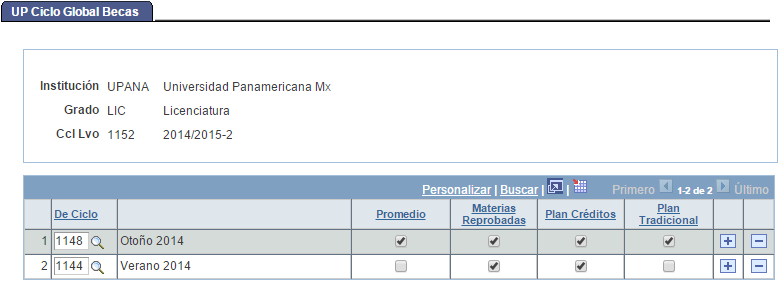 UP Ciclo Global Becas
Institución UPANA Universidad Panamericana Mx
Grado LIC Licenciatura
Ccl Lvo 1152 2014/2015-2
Personalizar | Buscar | | Primero 1-2 de 2 Último
De Ciclo Promedio Materias Reprobadas Plan Créditos Plan Tradicional
1 1148 Otoño 2014
2 1144 Verano 2014